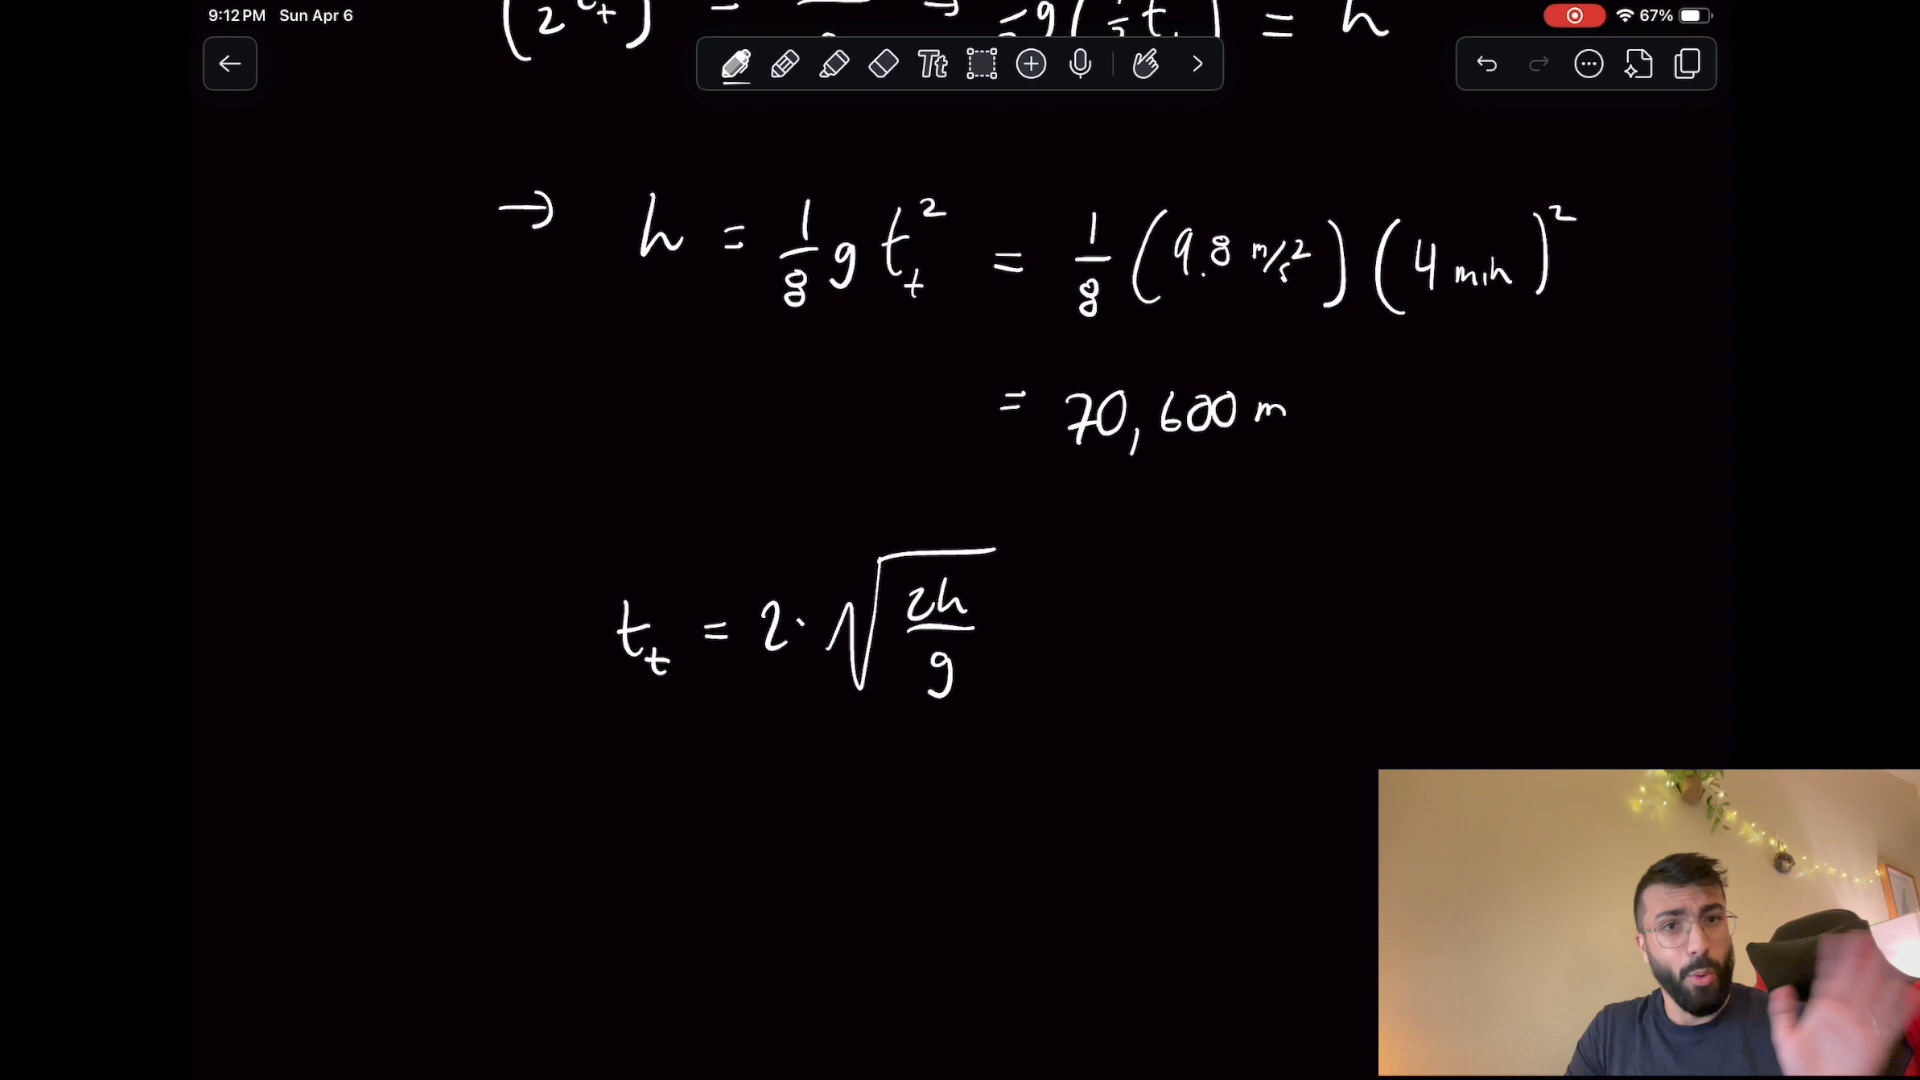 9:12 PM Sun Apr 6 67%
Tt
→ h = 1/8 g t_t^2 = 1/8 (9.8 m/s^2)(4 min)^2
= 70,600 m
t_t = 2·√(2h/g)